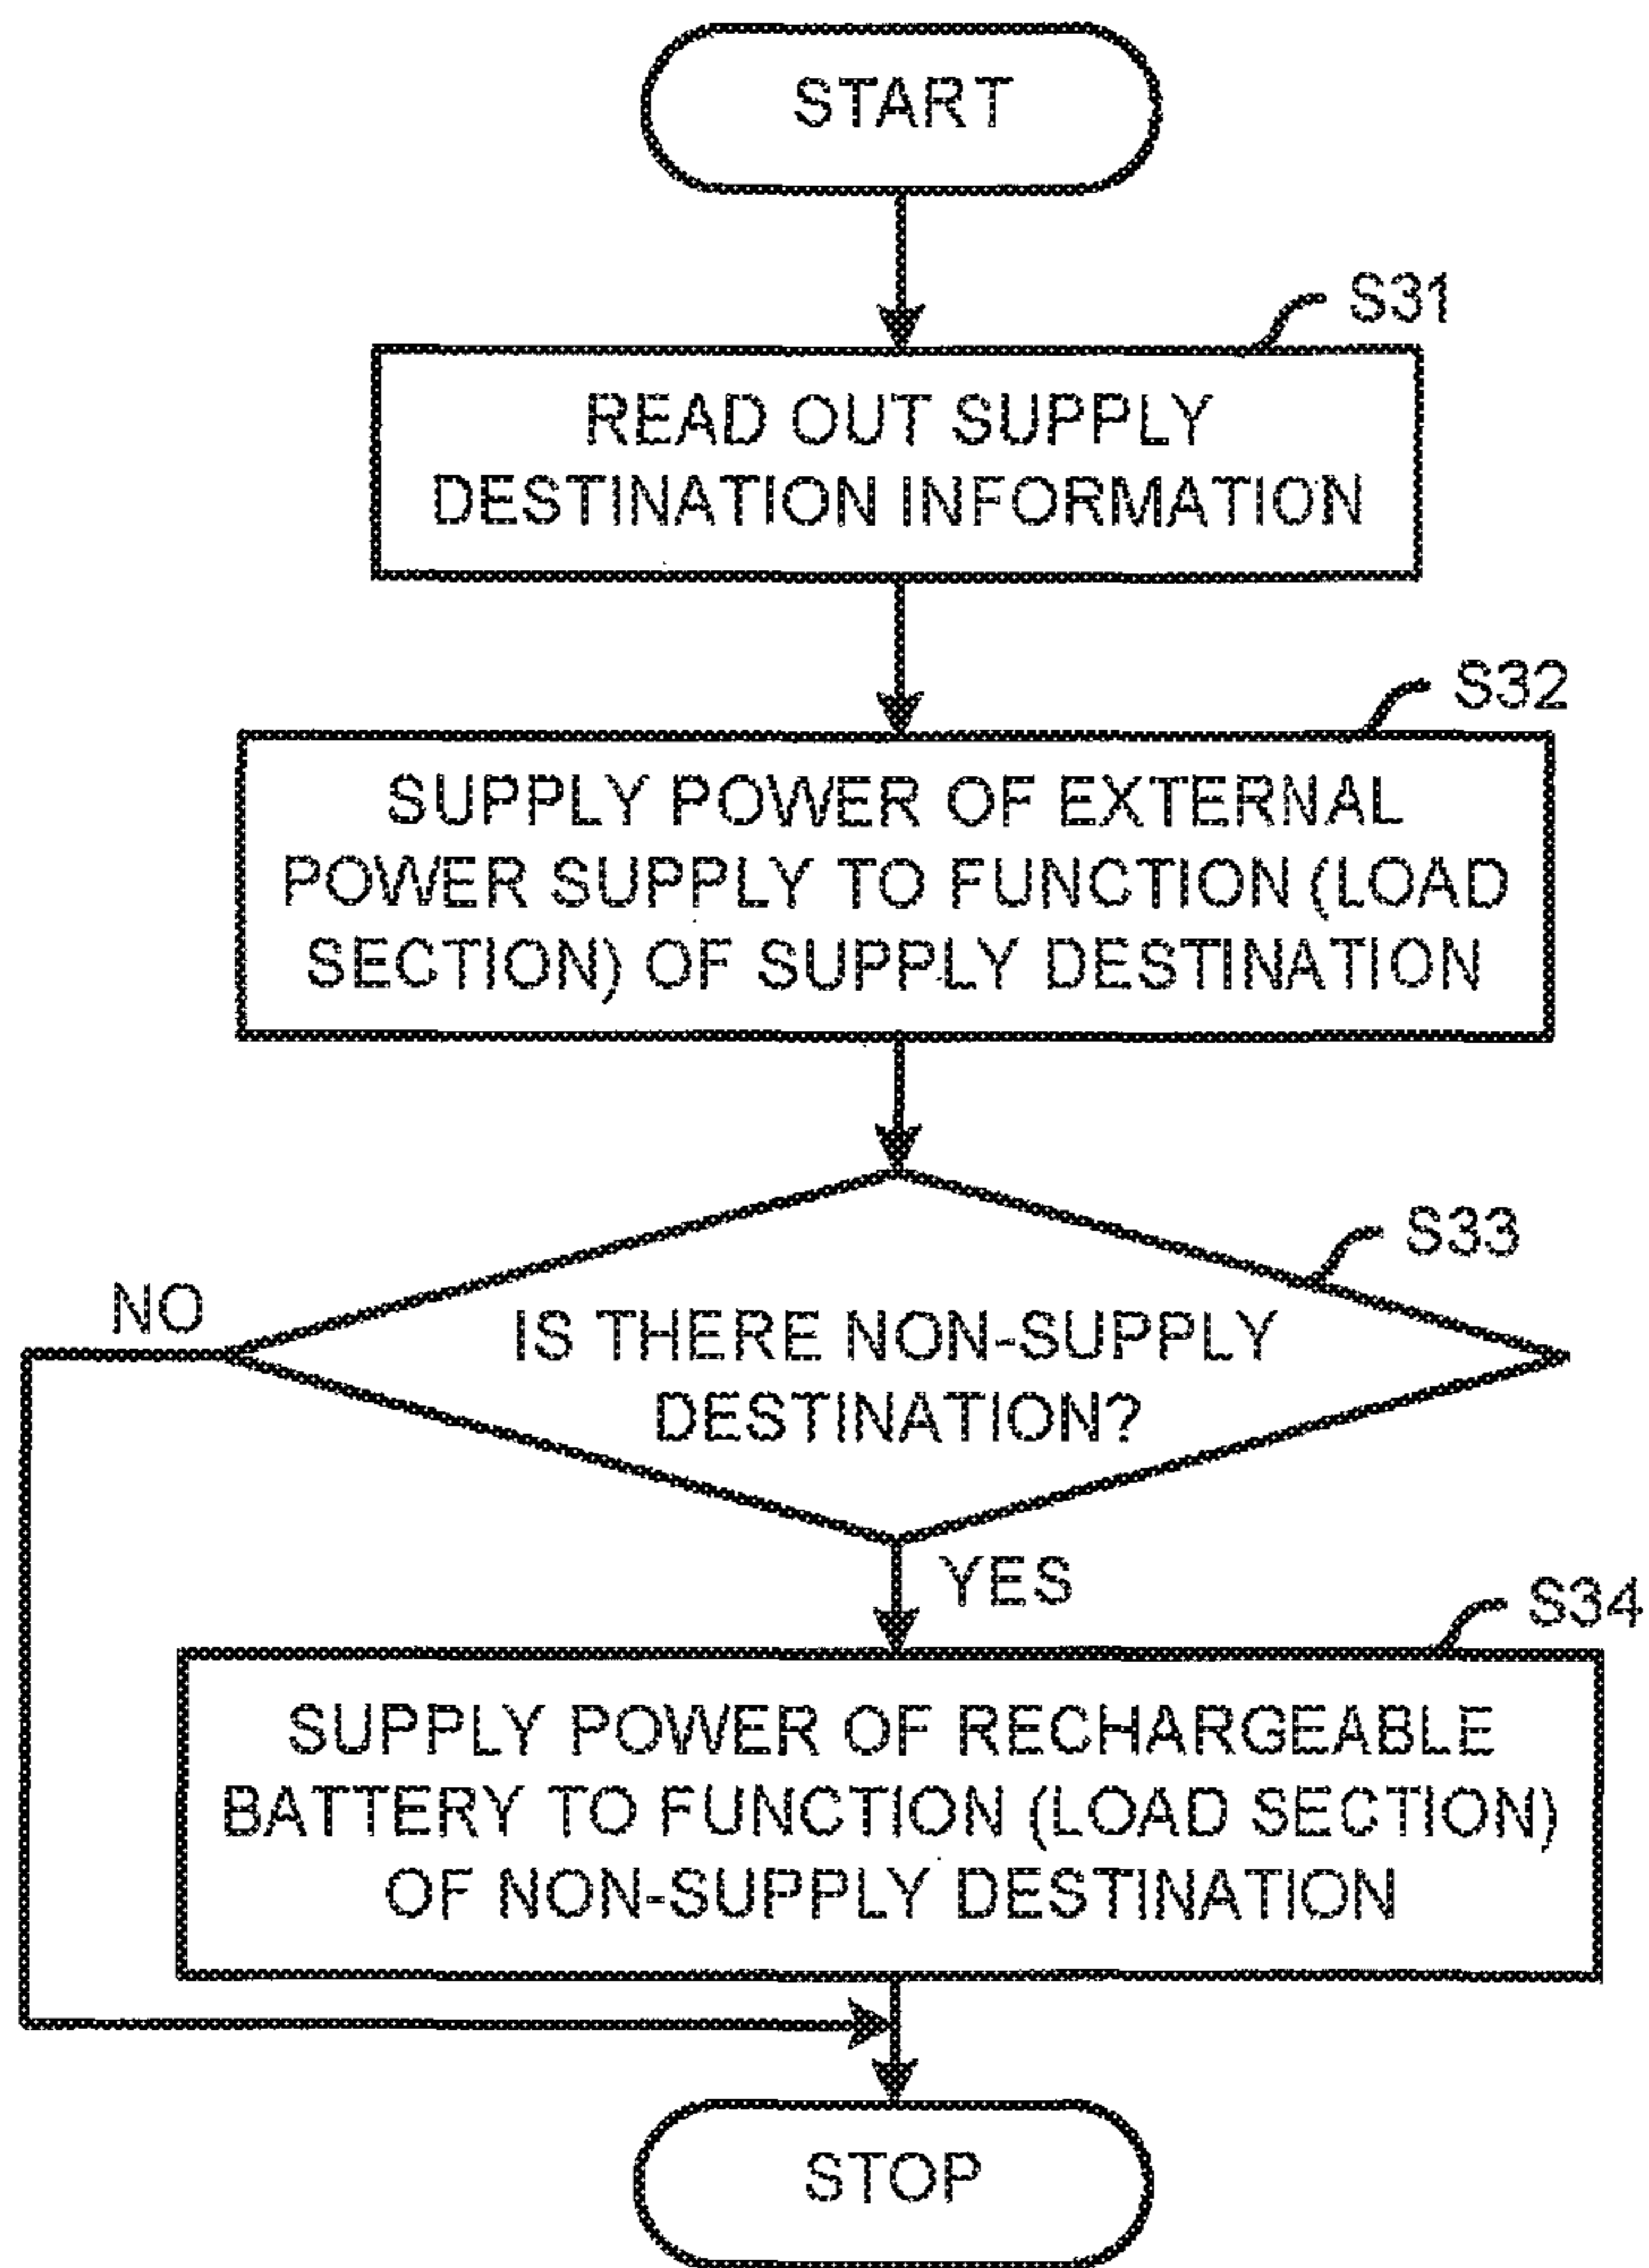 START
S31
READ OUT SUPPLY
DESTINATION INFORMATION
S32
SUPPLY POWER OF EXTERNAL
POWER SUPPLY TO FUNCTION (LOAD
SECTION) OF SUPPLY DESTINATION
S33
NO
IS THERE NON-SUPPLY
DESTINATION?
YES
S34
SUPPLY POWER OF RECHARGEABLE
BATTERY TO FUNCTION (LOAD SECTION)
OF NON-SUPPLY DESTINATION
STOP